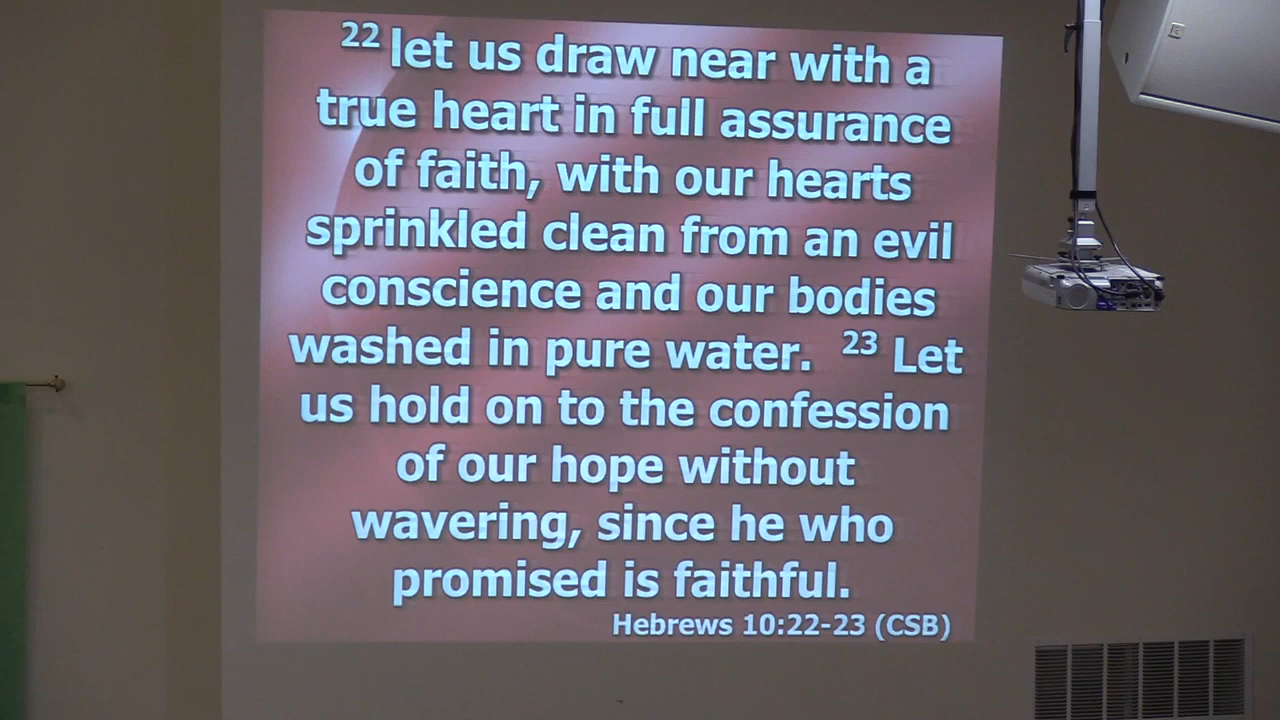 22 let us draw near with a
true heart in full assurance
of faith, with our hearts
sprinkled clean from an evil
conscience and our bodies
washed in pure water. 23 Let
us hold on to the confession
of our hope without
wavering, since he who
promised is faithful.
Hebrews 10:22-23 (CSB)